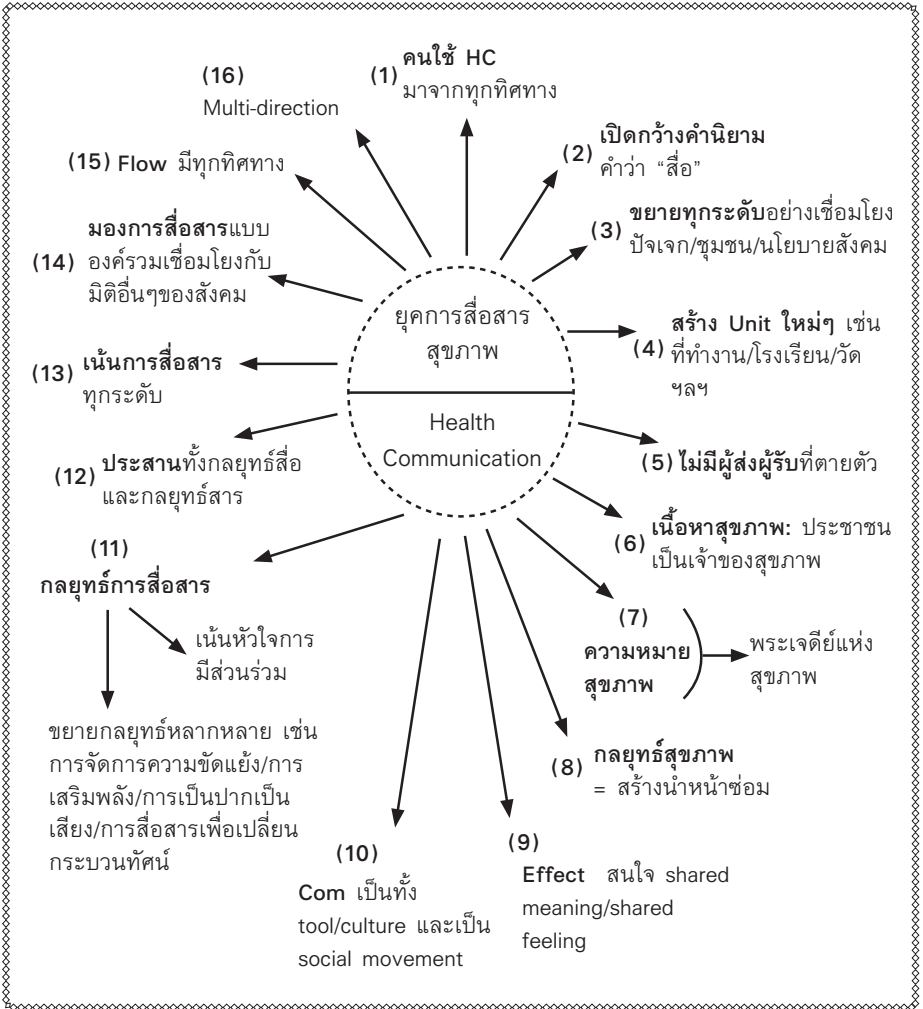 ยุคการสื่อสาร
สุขภาพ
Health
Communication
(1) คนใช้ HC
มาจากทุกทิศทาง
(2) เปิดกว้างคำนิยาม
คำว่า “สื่อ”
(3) ขยายทุกระดับอย่างเชื่อมโยง
ปัจเจก/ชุมชน/นโยบายสังคม
(4) สร้าง Unit ใหม่ๆ เช่น
ที่ทำงาน/โรงเรียน/วัด
ฯลฯ
(5) ไม่มีผู้ส่งผู้รับที่ตายตัว
(6) เนื้อหาสุขภาพ: ประชาชน
เป็นเจ้าของสุขภาพ
(7)
ความหมาย
สุขภาพ
พระเจดีย์แห่ง
สุขภาพ
(8) กลยุทธ์สุขภาพ
= สร้างนำหน้าซ่อม
(9)
Effect สนใจ shared
meaning/shared
feeling
(10)
Com เป็นทั้ง
tool/culture และเป็น
social movement
(11)
กลยุทธ์การสื่อสาร
เน้นหัวใจการ
มีส่วนร่วม
ขยายกลยุทธ์หลากหลาย เช่น
การจัดการความขัดแย้ง/การ
เสริมพลัง/การเป็นปากเป็น
เสียง/การสื่อสารเพื่อเปลี่ยน
กระบวนทัศน์
(12) ประสานทั้งกลยุทธ์สื่อ
และกลยุทธ์สาร
(13) เน้นการสื่อสาร
ทุกระดับ
(14) มองการสื่อสารแบบ
องค์รวมเชื่อมโยงกับ
มิติอื่นๆของสังคม
(15) Flow มีทุกทิศทาง
(16)
Multi-direction